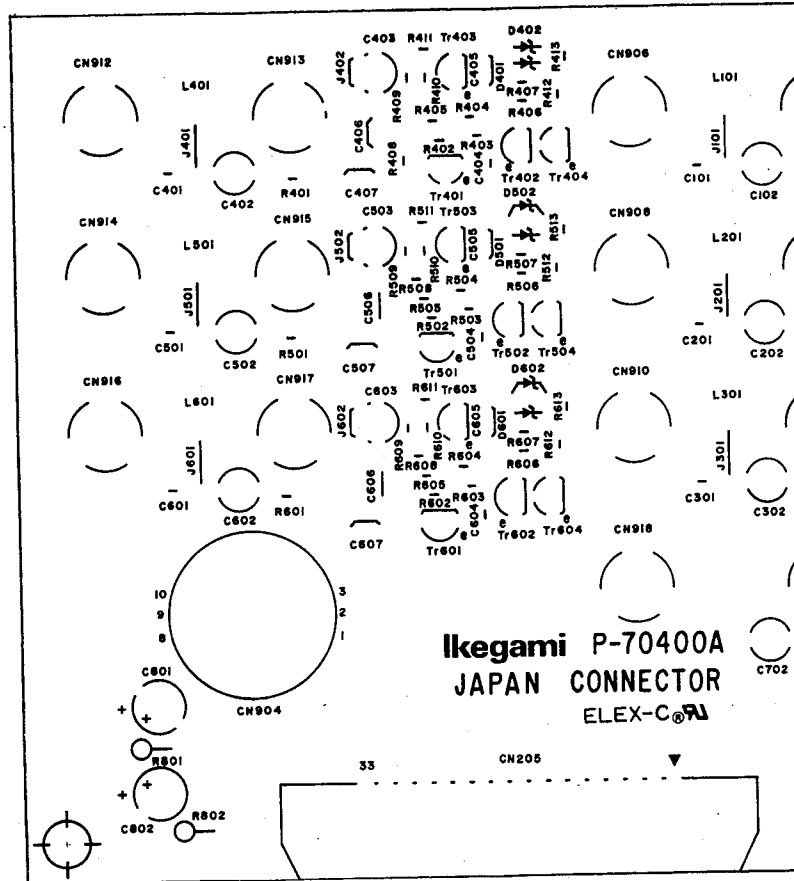 D402
C403 R411 Tr403
CN912 CN913 J402 C405 D401 R413 CN906
L401 R409 R410 e R407 R412 L101
R405 R404 R406
C406 R402 R403
J401 R408 C404 e e J101
C401 C402 R401 C407 Tr401 e Tr402 Tr404 C101 C102
D502
C503 R511 Tr503
CN914 CN915 J502 C505 D501 R513 CN908
L501 R509 R510 e R507 R512 L201
R508 R504 R506
J501 C506 R505 R503 J201
R502 C504 e e
C501 C502 R501 C507 Tr501 e Tr502 Tr504 C201 C202
D602
CN916 CN917 C603 R611 Tr603 CN910
L601 J602 C605 D601 R613 L301
R609 R610 e R607 R612
R608 R604 R606
J601 C606 R605 R603 J301
R602 C604
C601 C602 R601 C607 Tr601 e e Tr602 Tr604 e C301 C302
CN918
10 3
9 2
8 1
Ikegami P-70400A
C601 JAPAN CONNECTOR C702
+ + CN904 ELEX-C®
R801 33 CN205
+ +
R802
C802